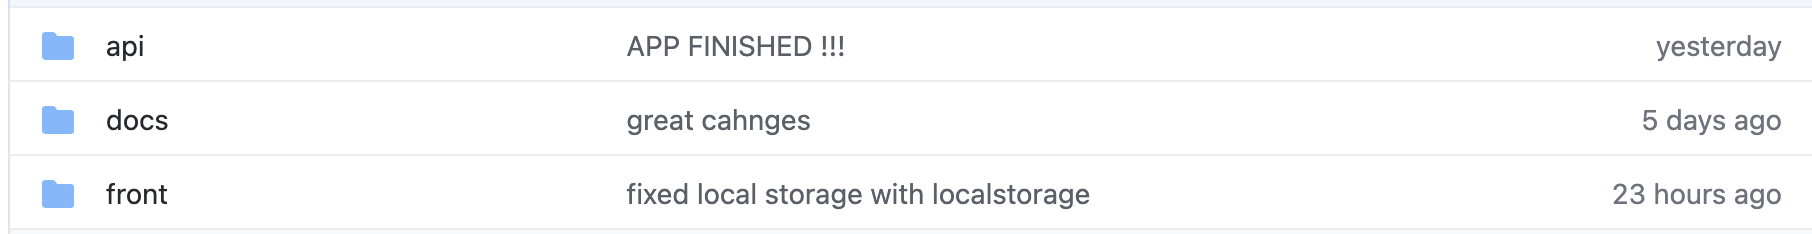 api APP FINISHED !!! yesterday
docs great cahnges 5 days ago
front fixed local storage with localstorage 23 hours ago